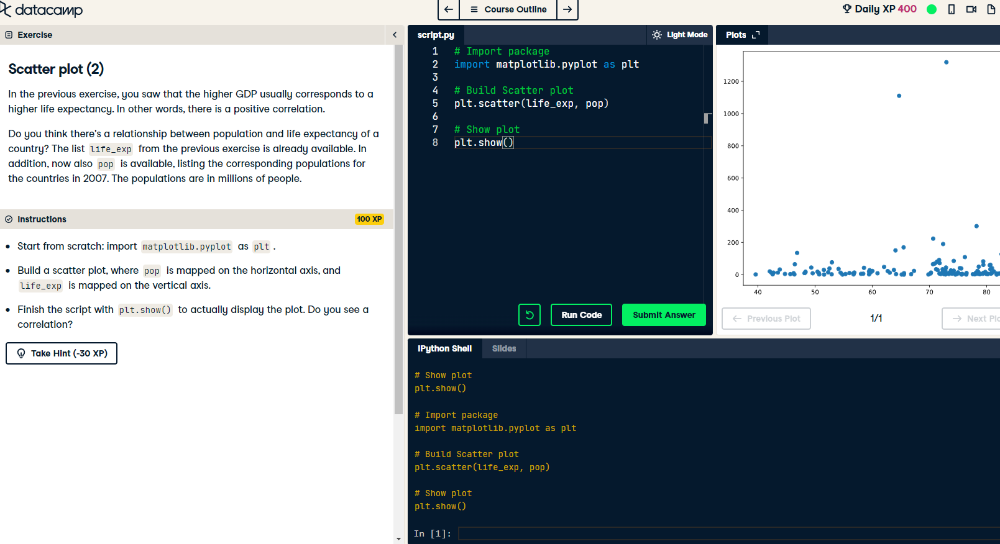 datacamp
Course Outline
Daily XP 400
Exercise
Scatter plot (2)
In the previous exercise, you saw that the higher GDP usually corresponds to a
higher life expectancy. In other words, there is a positive correlation.
Do you think there's a relationship between population and life expectancy of a
country? The list life_exp from the previous exercise is already available. In
addition, now also pop is available, listing the corresponding populations for
the countries in 2007. The populations are in millions of people.
Instructions
100 XP
Start from scratch: import matplotlib.pyplot as plt .
Build a scatter plot, where pop is mapped on the horizontal axis, and
life_exp is mapped on the vertical axis.
Finish the script with plt.show() to actually display the plot. Do you see a
correlation?
Take Hint (-30 XP)
script.py
Light Mode
1 # Import package
2 import matplotlib.pyplot as plt
3
4 # Build Scatter plot
5 plt.scatter(life_exp, pop)
6
7 # Show plot
8 plt.show()
Run Code
Submit Answer
Plots
1200
1000
800
600
400
200
0
40 50 60 70 80
Previous Plot
1/1
Next Plo
IPython Shell
Slides
# Show plot
plt.show()
# Import package
import matplotlib.pyplot as plt
# Build Scatter plot
plt.scatter(life_exp, pop)
# Show plot
plt.show()
In [1]: